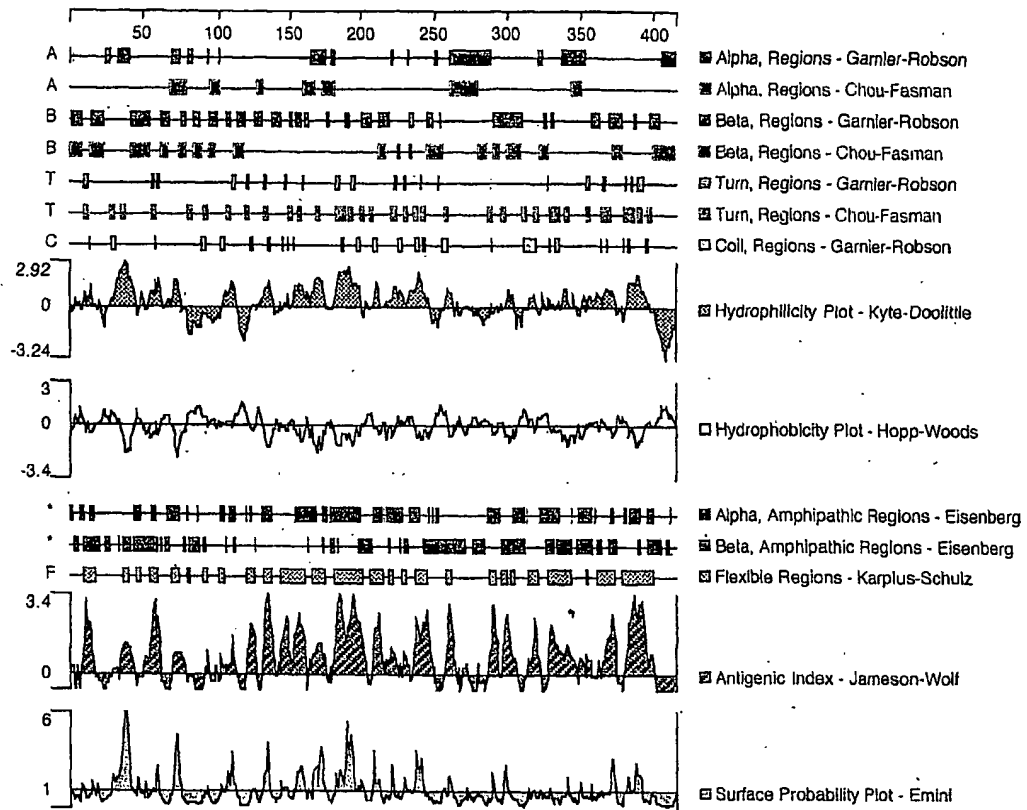 50 100 150 200 250 300 350 400
A Alpha, Regions - Garnier-Robson
A Alpha, Regions - Chou-Fasman
B Beta, Regions - Garnier-Robson
B Beta, Regions - Chou-Fasman
T Turn, Regions - Garnier-Robson
T Turn, Regions - Chou-Fasman
C Coil, Regions - Garnier-Robson
2.92
0 Hydrophilicity Plot - Kyte-Doolittle
-3.24
3
0 Hydrophobicity Plot - Hopp-Woods
-3.4
* Alpha, Amphipathic Regions - Eisenberg
* Beta, Amphipathic Regions - Eisenberg
F Flexible Regions - Karplus-Schulz
3.4
0 Antigenic Index - Jameson-Wolf
6
1 Surface Probability Plot - Emini